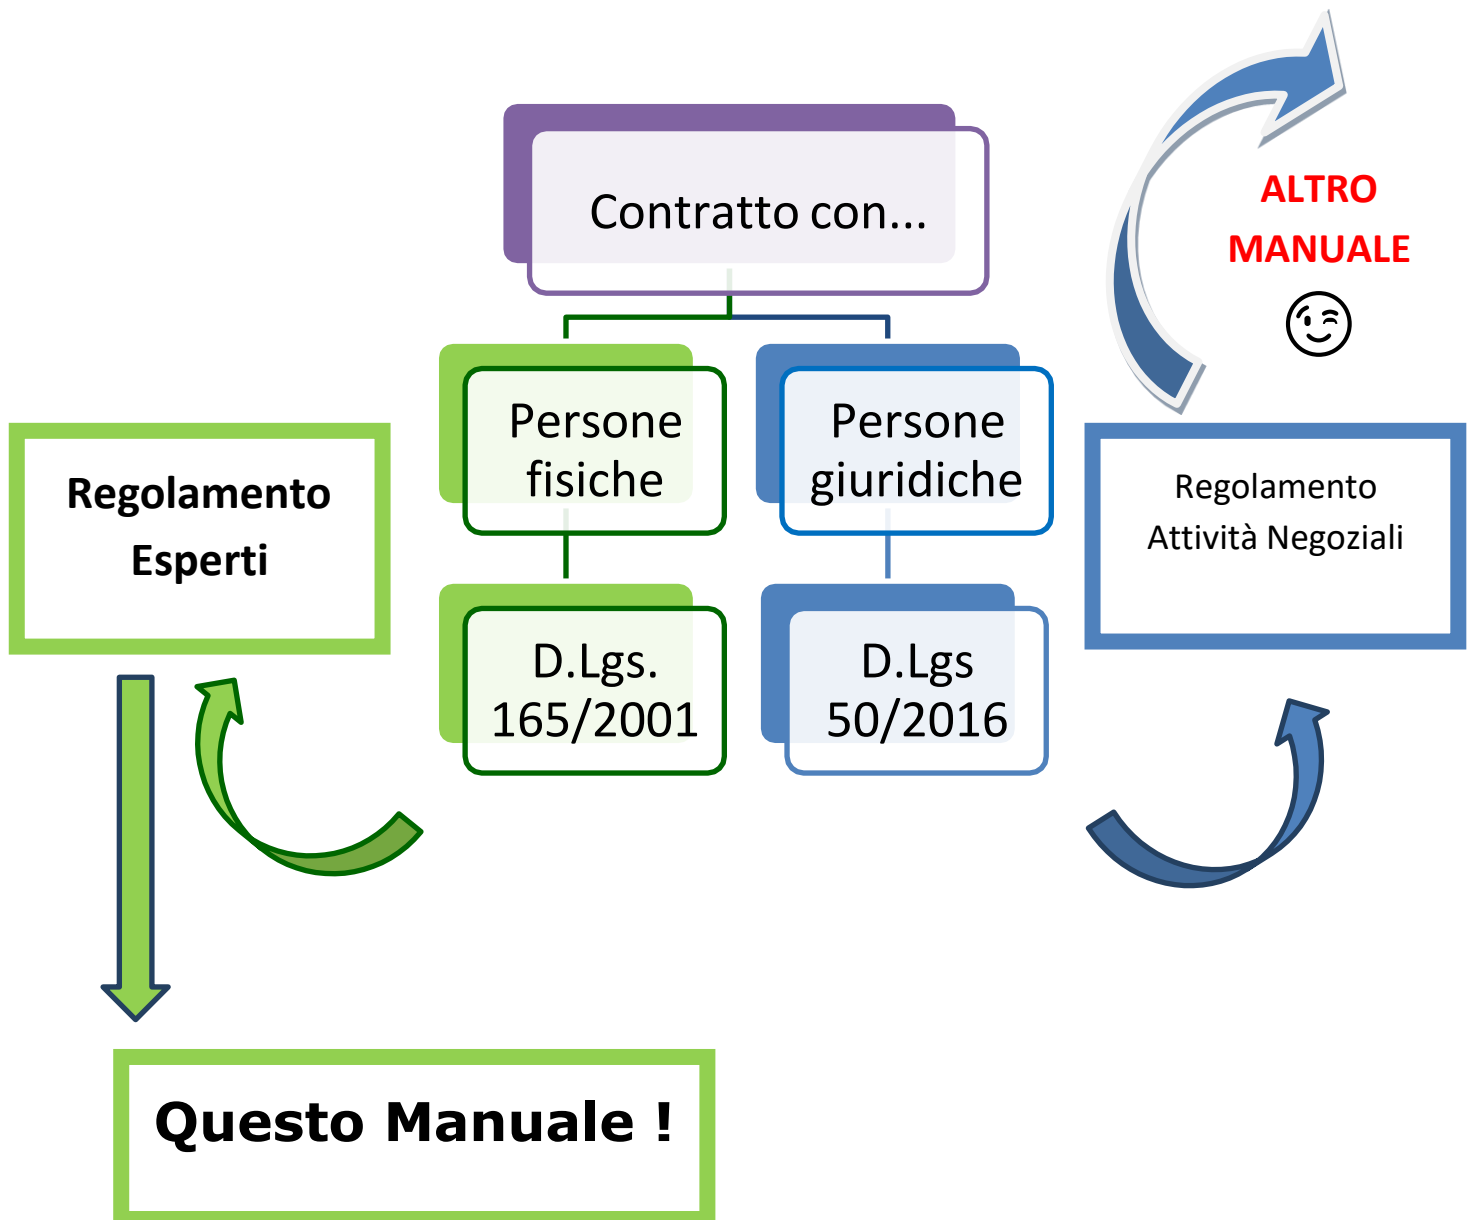 Contratto con...
ALTRO
MANUALE
Persone
fisiche
Persone
giuridiche
Regolamento
Esperti
Regolamento
Attività Negoziali
D.Lgs.
165/2001
D.Lgs
50/2016
Questo Manuale !